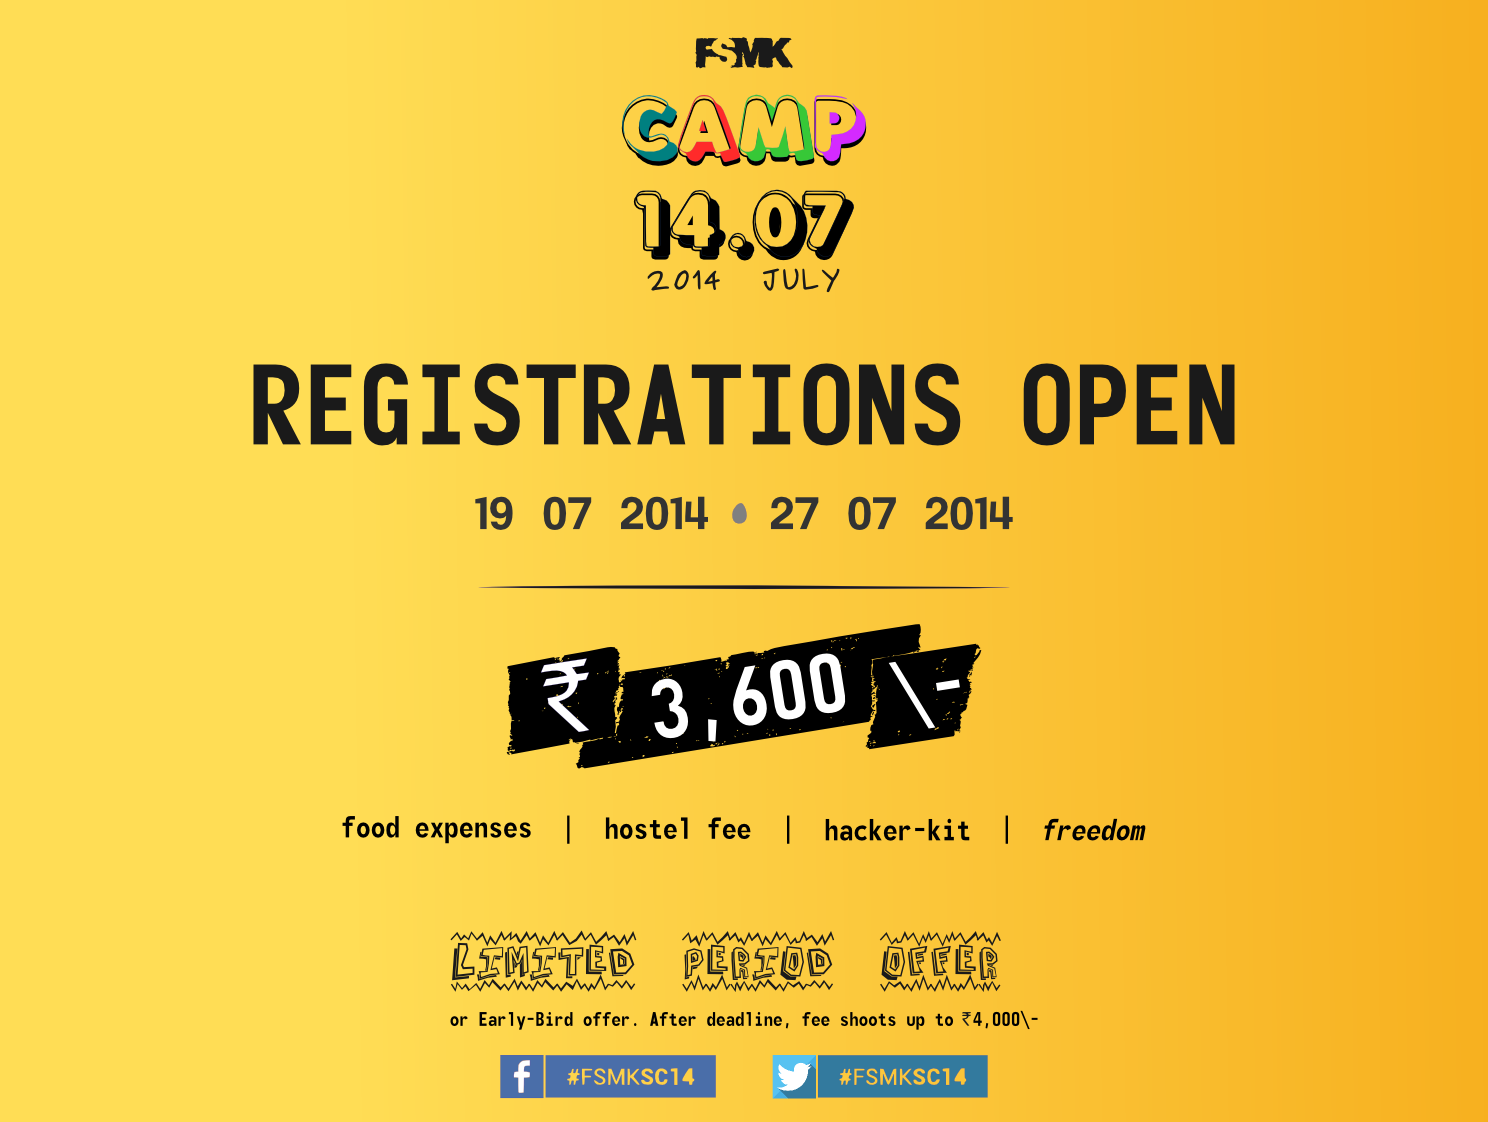 FSMK
CAMP
14.07
2014 JULY
REGISTRATIONS OPEN
19 07 2014 • 27 07 2014
₹ 3,600 \-
food expenses | hostel fee | hacker-kit | freedom
LIMITED PERIOD OFFER
or Early-Bird offer. After deadline, fee shoots up to ₹4,000\-
#FSMKSC14 #FSMKSC14